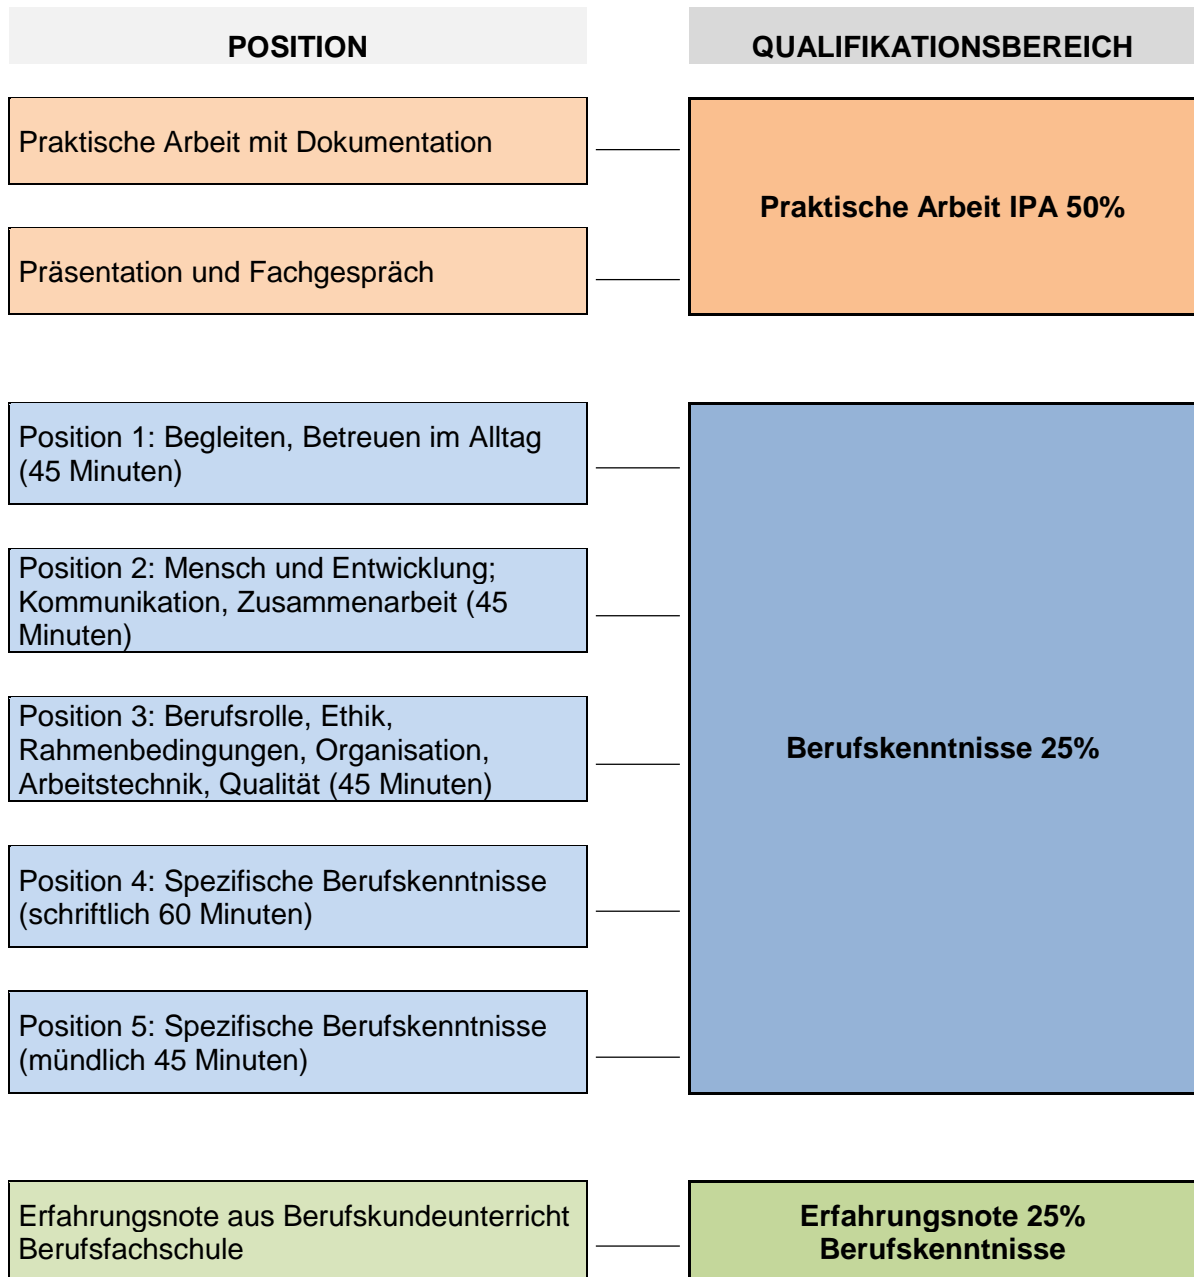 POSITION
QUALIFIKATIONSBEREICH
Praktische Arbeit mit Dokumentation
Praktische Arbeit IPA 50%
Präsentation und Fachgespräch
Position 1: Begleiten, Betreuen im Alltag
(45 Minuten)
Position 2: Mensch und Entwicklung;
Kommunikation, Zusammenarbeit (45
Minuten)
Position 3: Berufsrolle, Ethik,
Rahmenbedingungen, Organisation,
Arbeitstechnik, Qualität (45 Minuten)
Berufskenntnisse 25%
Position 4: Spezifische Berufskenntnisse
(schriftlich 60 Minuten)
Position 5: Spezifische Berufskenntnisse
(mündlich 45 Minuten)
Erfahrungsnote aus Berufskundeunterricht
Berufsfachschule
Erfahrungsnote 25%
Berufskenntnisse